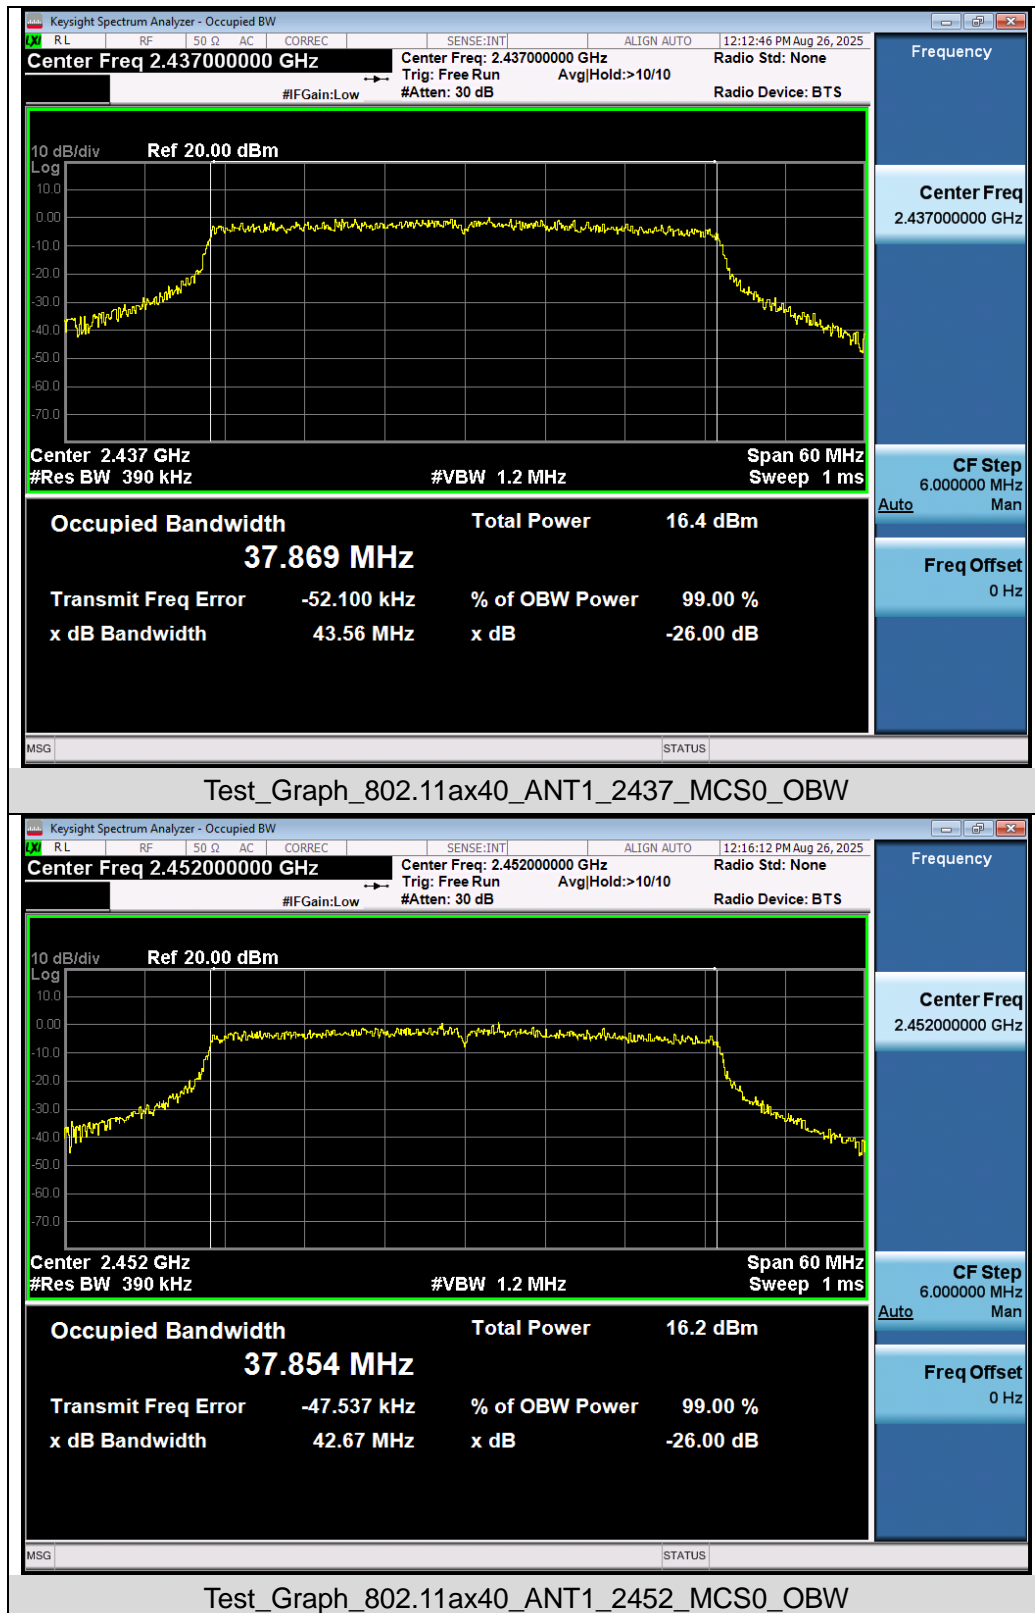 Keysight Spectrum Analyzer - Occupied BW
LXI RL RF 50 Ω AC CORREC SENSE:INT ALIGN AUTO 12:12:46 PM Aug 26, 2025
Center Freq 2.437000000 GHz
Center Freq: 2.437000000 GHz
Radio Std: None
Trig: Free Run Avg|Hold:>10/10
#IFGain:Low
#Atten: 30 dB
Radio Device: BTS
Frequency
10 dB/div Ref 20.00 dBm
Log
10.0
0.00
-10.0
-20.0
-30.0
-40.0
-50.0
-60.0
-70.0
Center Freq
2.437000000 GHz
Center 2.437 GHz Span 60 MHz
#Res BW 390 kHz #VBW 1.2 MHz Sweep 1 ms
CF Step
6.000000 MHz
Auto Man
Occupied Bandwidth Total Power 16.4 dBm
37.869 MHz
Freq Offset
0 Hz
Transmit Freq Error -52.100 kHz % of OBW Power 99.00 %
x dB Bandwidth 43.56 MHz x dB -26.00 dB
MSG STATUS
Test_Graph_802.11ax40_ANT1_2437_MCS0_OBW
Keysight Spectrum Analyzer - Occupied BW
LXI RL RF 50 Ω AC CORREC SENSE:INT ALIGN AUTO 12:16:12 PM Aug 26, 2025
Center Freq 2.452000000 GHz
Center Freq: 2.452000000 GHz
Radio Std: None
Trig: Free Run Avg|Hold:>10/10
#IFGain:Low
#Atten: 30 dB
Radio Device: BTS
Frequency
10 dB/div Ref 20.00 dBm
Log
10.0
0.00
-10.0
-20.0
-30.0
-40.0
-50.0
-60.0
-70.0
Center Freq
2.452000000 GHz
Center 2.452 GHz Span 60 MHz
#Res BW 390 kHz #VBW 1.2 MHz Sweep 1 ms
CF Step
6.000000 MHz
Auto Man
Occupied Bandwidth Total Power 16.2 dBm
37.854 MHz
Freq Offset
0 Hz
Transmit Freq Error -47.537 kHz % of OBW Power 99.00 %
x dB Bandwidth 42.67 MHz x dB -26.00 dB
MSG STATUS
Test_Graph_802.11ax40_ANT1_2452_MCS0_OBW